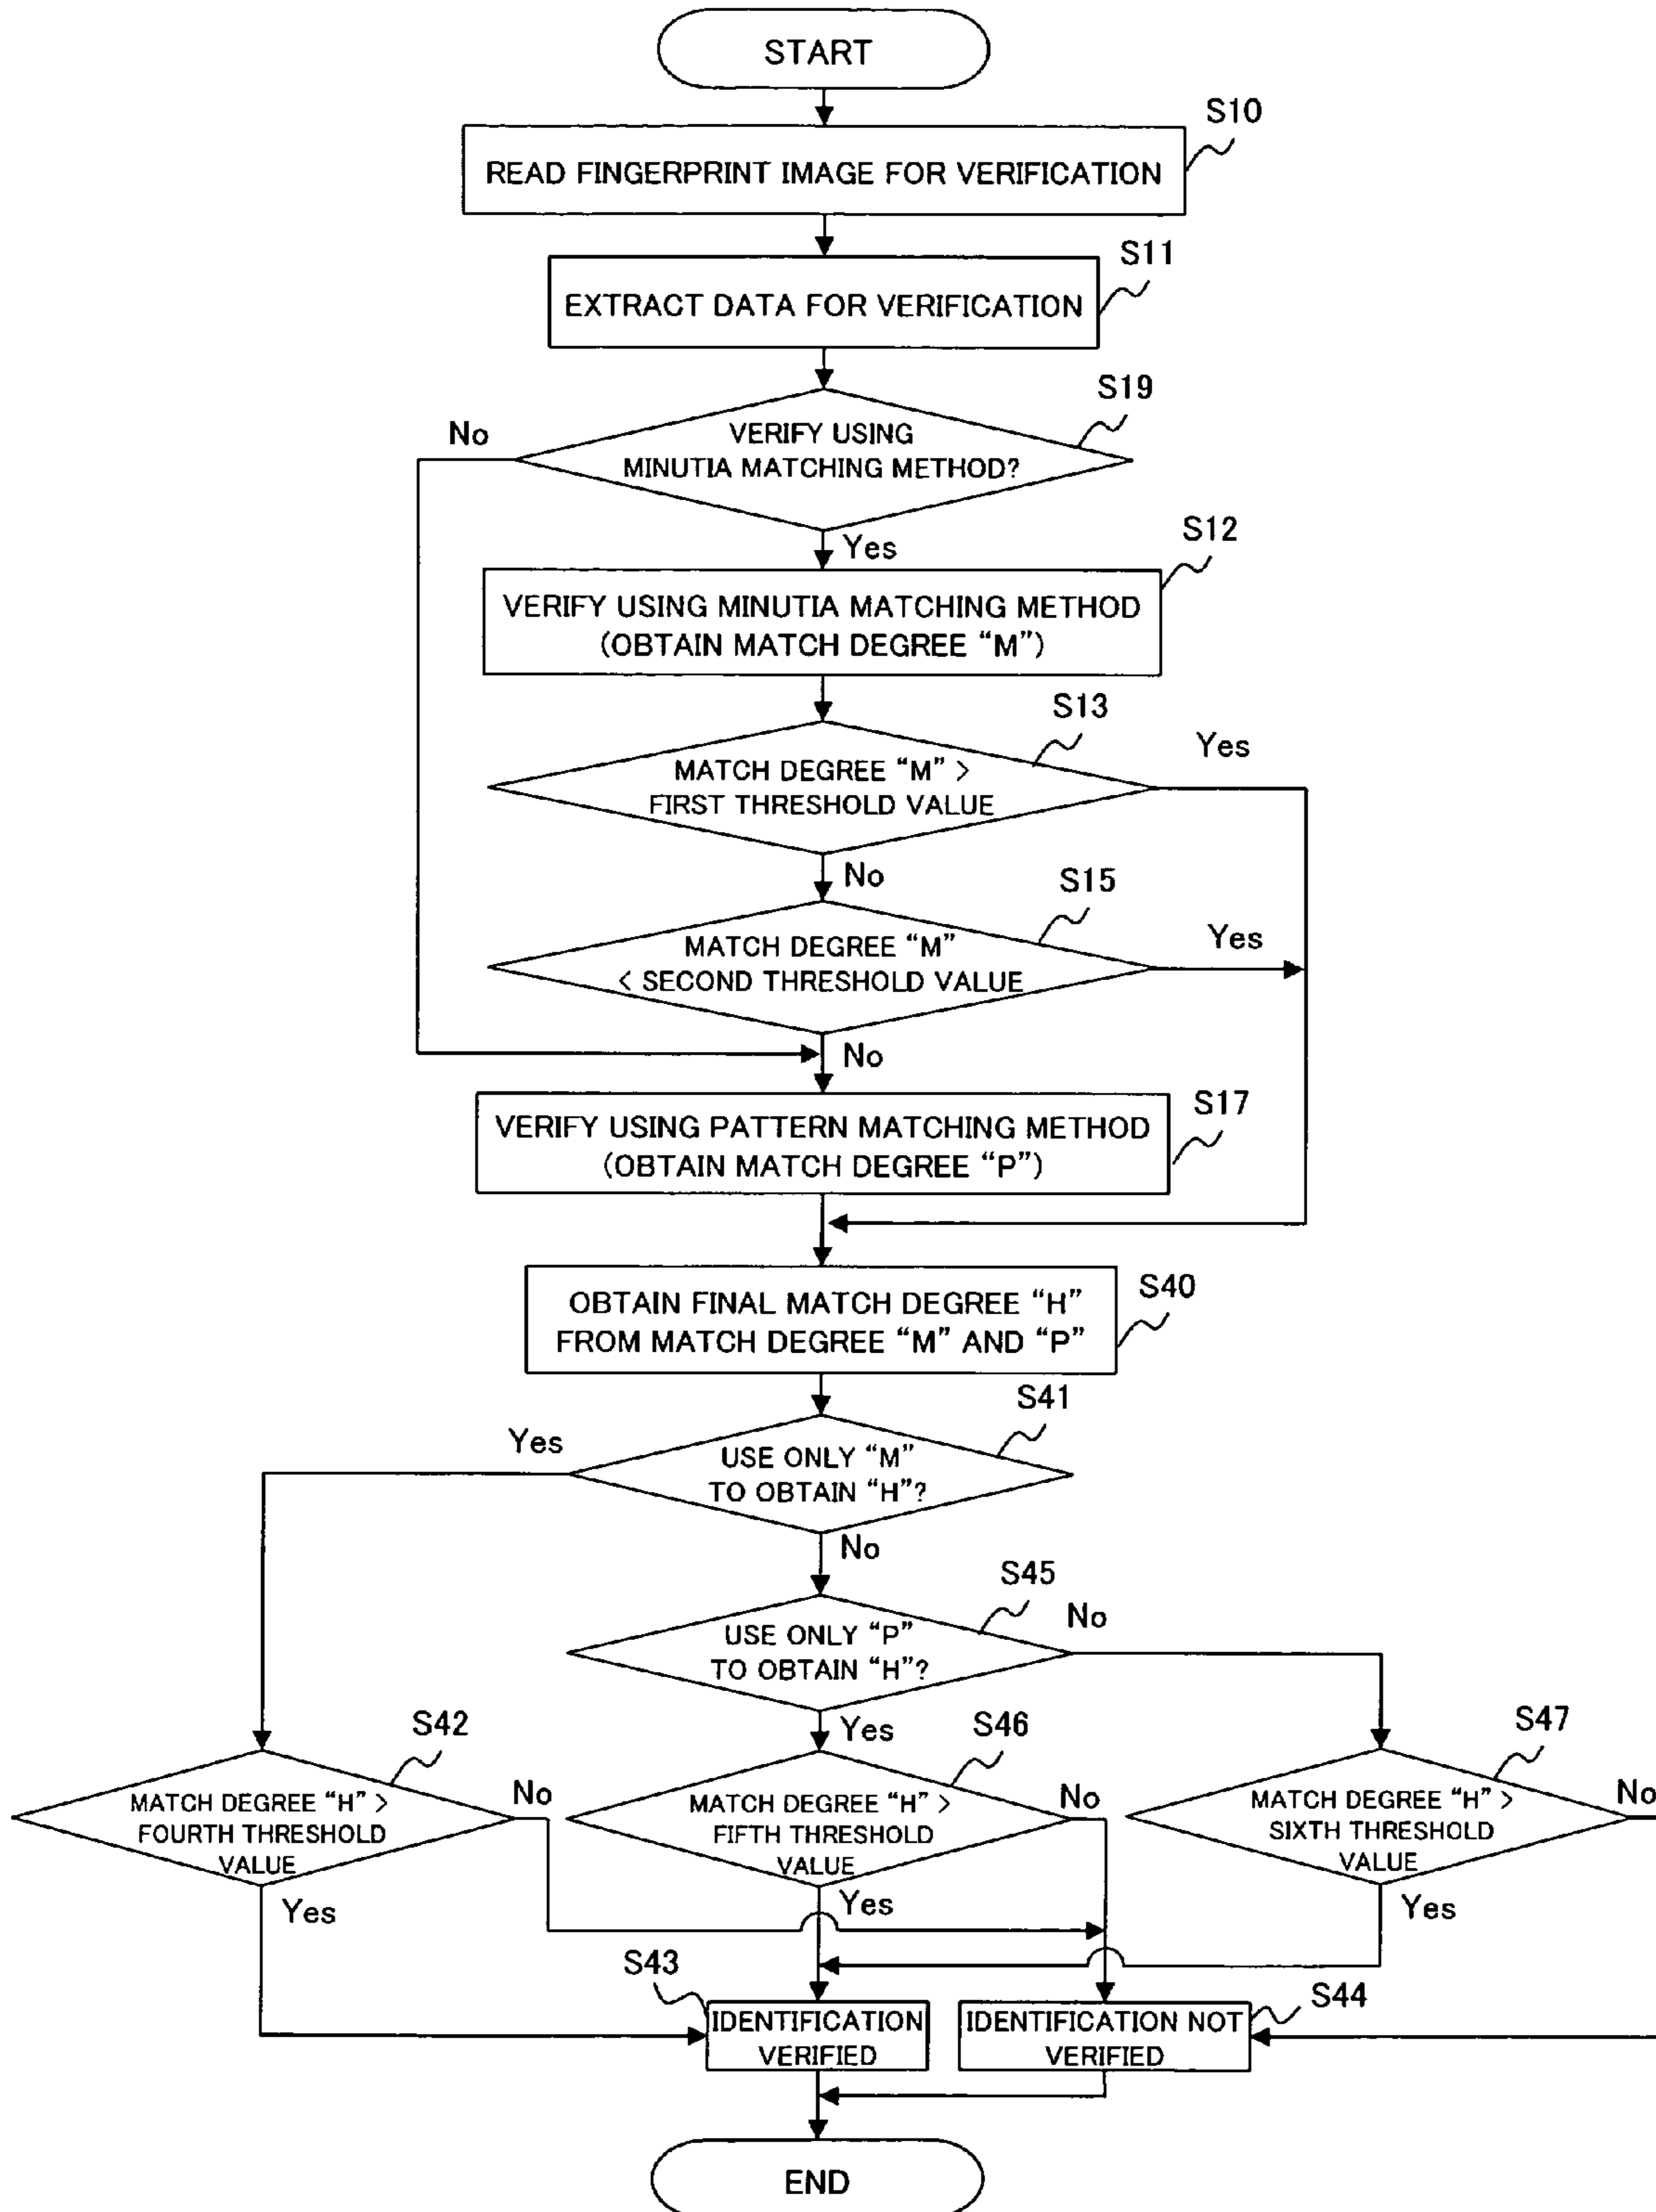 START
S10
READ FINGERPRINT IMAGE FOR VERIFICATION
S11
EXTRACT DATA FOR VERIFICATION
S19
No
VERIFY USING
MINUTIA MATCHING METHOD?
Yes
S12
VERIFY USING MINUTIA MATCHING METHOD
(OBTAIN MATCH DEGREE “M”)
S13
Yes
MATCH DEGREE “M” >
FIRST THRESHOLD VALUE
No
S15
Yes
MATCH DEGREE “M”
< SECOND THRESHOLD VALUE
No
S17
VERIFY USING PATTERN MATCHING METHOD
(OBTAIN MATCH DEGREE “P”)
S40
OBTAIN FINAL MATCH DEGREE “H”
FROM MATCH DEGREE “M” AND “P”
S41
Yes
USE ONLY “M”
TO OBTAIN “H”?
No
S45
No
USE ONLY “P”
TO OBTAIN “H”?
Yes
S42
No
MATCH DEGREE “H” >
FOURTH THRESHOLD
VALUE
Yes
S46
No
MATCH DEGREE “H” >
FIFTH THRESHOLD
VALUE
Yes
S47
No
MATCH DEGREE “H” >
SIXTH THRESHOLD
VALUE
Yes
S43
IDENTIFICATION
VERIFIED
S44
IDENTIFICATION NOT
VERIFIED
END